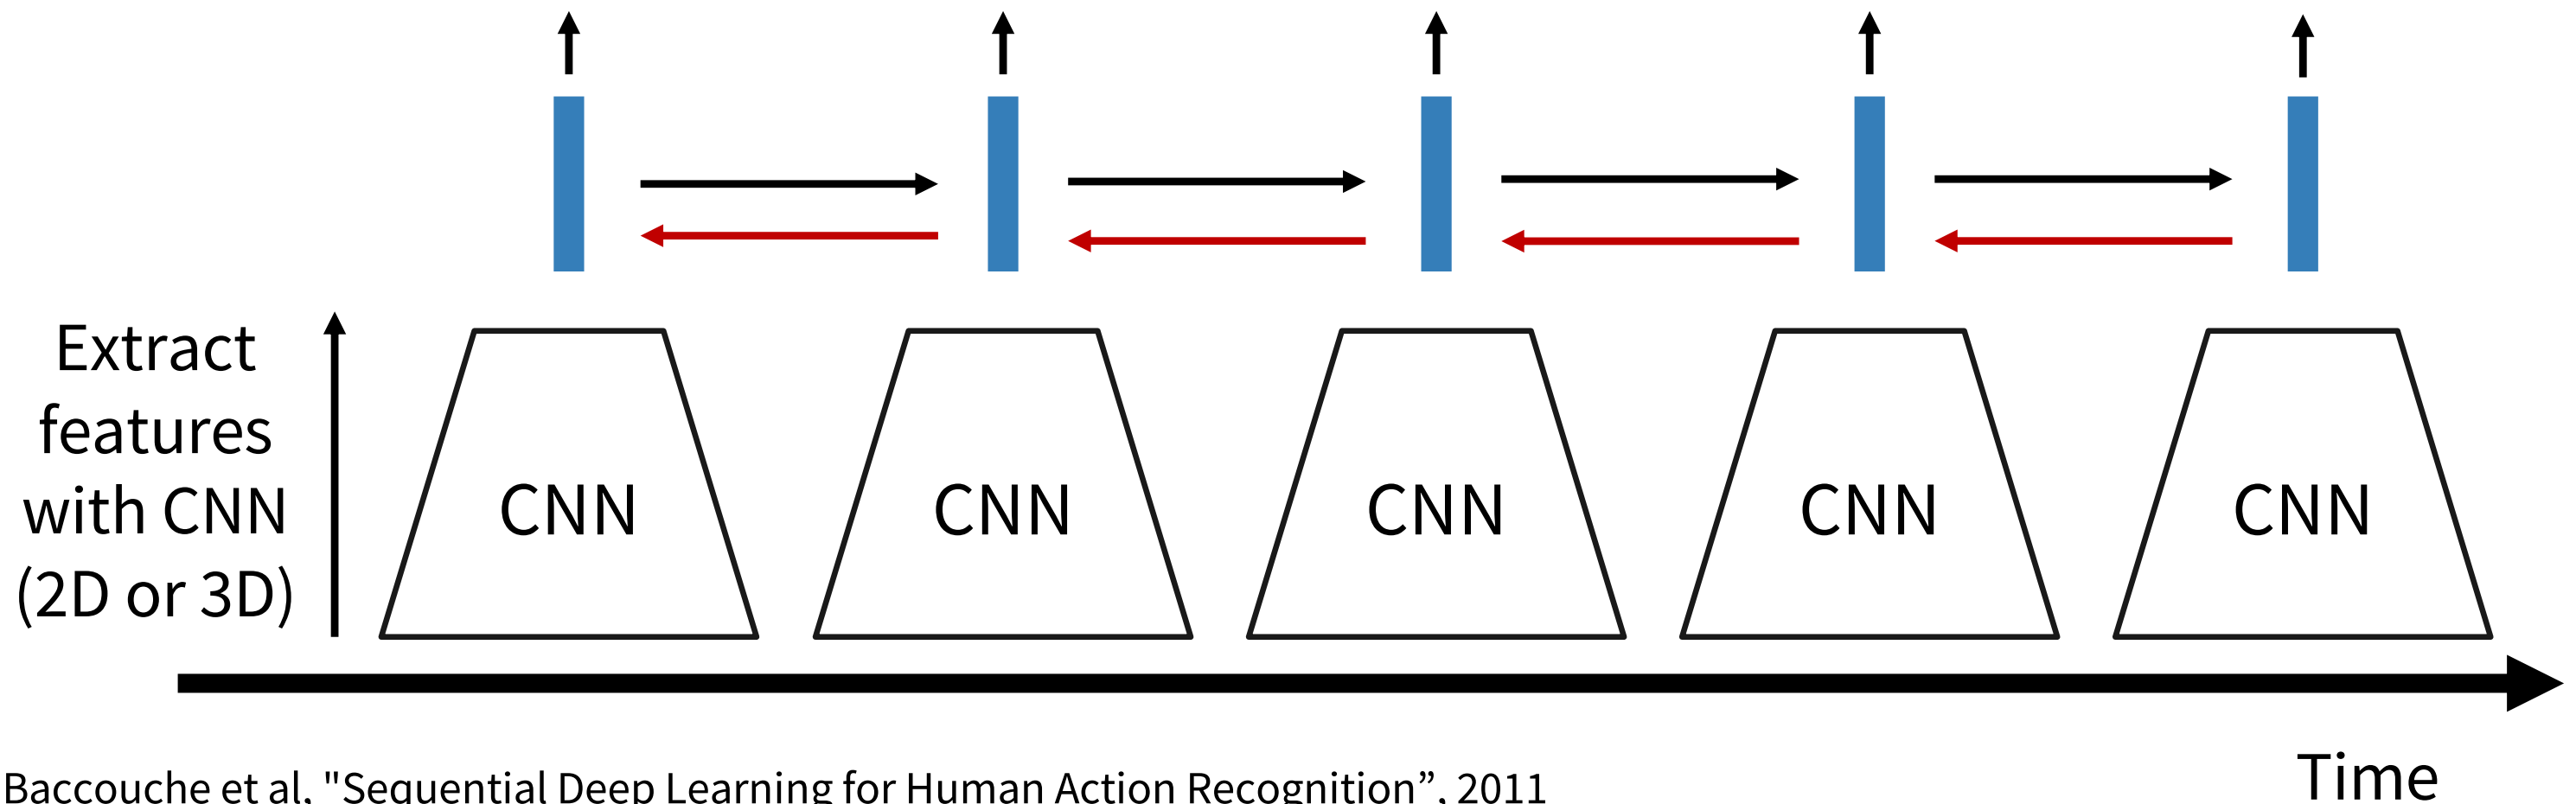 Extract
features
with CNN
(2D or 3D)
CNN
CNN
CNN
CNN
CNN
Time
Baccouche et al, "Sequential Deep Learning for Human Action Recognition”, 2011